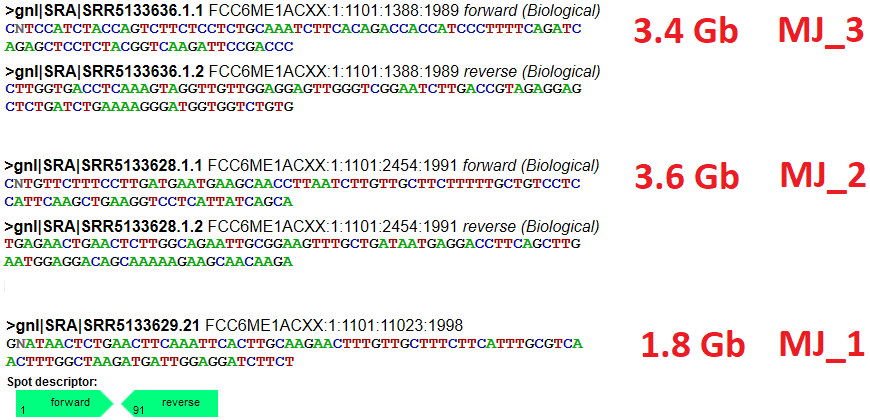 >gnl|SRA|SRR5133636.1.1 FCC6ME1ACXX:1:1101:1388:1989 forward (Biological)
CNTCCATCTACCAGTCTTCTCCTCTGCAAATCTTCACAGACCACCATCCCTTTTCAGATC
AGAGCTCCTCTACGGTCAAGATTCCGACCC
3.4 Gb MJ_3
>gnl|SRA|SRR5133636.1.2 FCC6ME1ACXX:1:1101:1388:1989 reverse (Biological)
CTTGGTGACCTCAAAGTAGGTTGTTGGAGGAGTTGGGTCGGAATCTTGACCGTAGAGGAG
CTCTGATCTGAAAAGGGATGGTGGTCTGTG
>gnl|SRA|SRR5133628.1.1 FCC6ME1ACXX:1:1101:2454:1991 forward (Biological)
CNTGTTCTTTCCTTGATGAATGAAGCAACCTTAATCTTGTTGCTTCTTTTTGCTGTCCTC
CATTCAAGCTGAAGGTCCTCATTATCAGCA
3.6 Gb MJ_2
>gnl|SRA|SRR5133628.1.2 FCC6ME1ACXX:1:1101:2454:1991 reverse (Biological)
TGAGAACTGAACTCTTGGCAGAATTGCGGAAGTTTGCTGATAATGAGGACCTTCAGCTTG
AATGGAGGACAGCAAAAAGAAGCAACAAGA
>gnl|SRA|SRR5133629.21 FCC6ME1ACXX:1:1101:11023:1998
GNATAACTCTGAACTTCAAATTCACTTGCAAGAACTTTGTTGCTTTCTTCATTTGCGTCA
ACTTTGGCTAAGATGATTGGAGGATCTTCT
1.8 Gb MJ_1
Spot descriptor:
1 forward 91 reverse